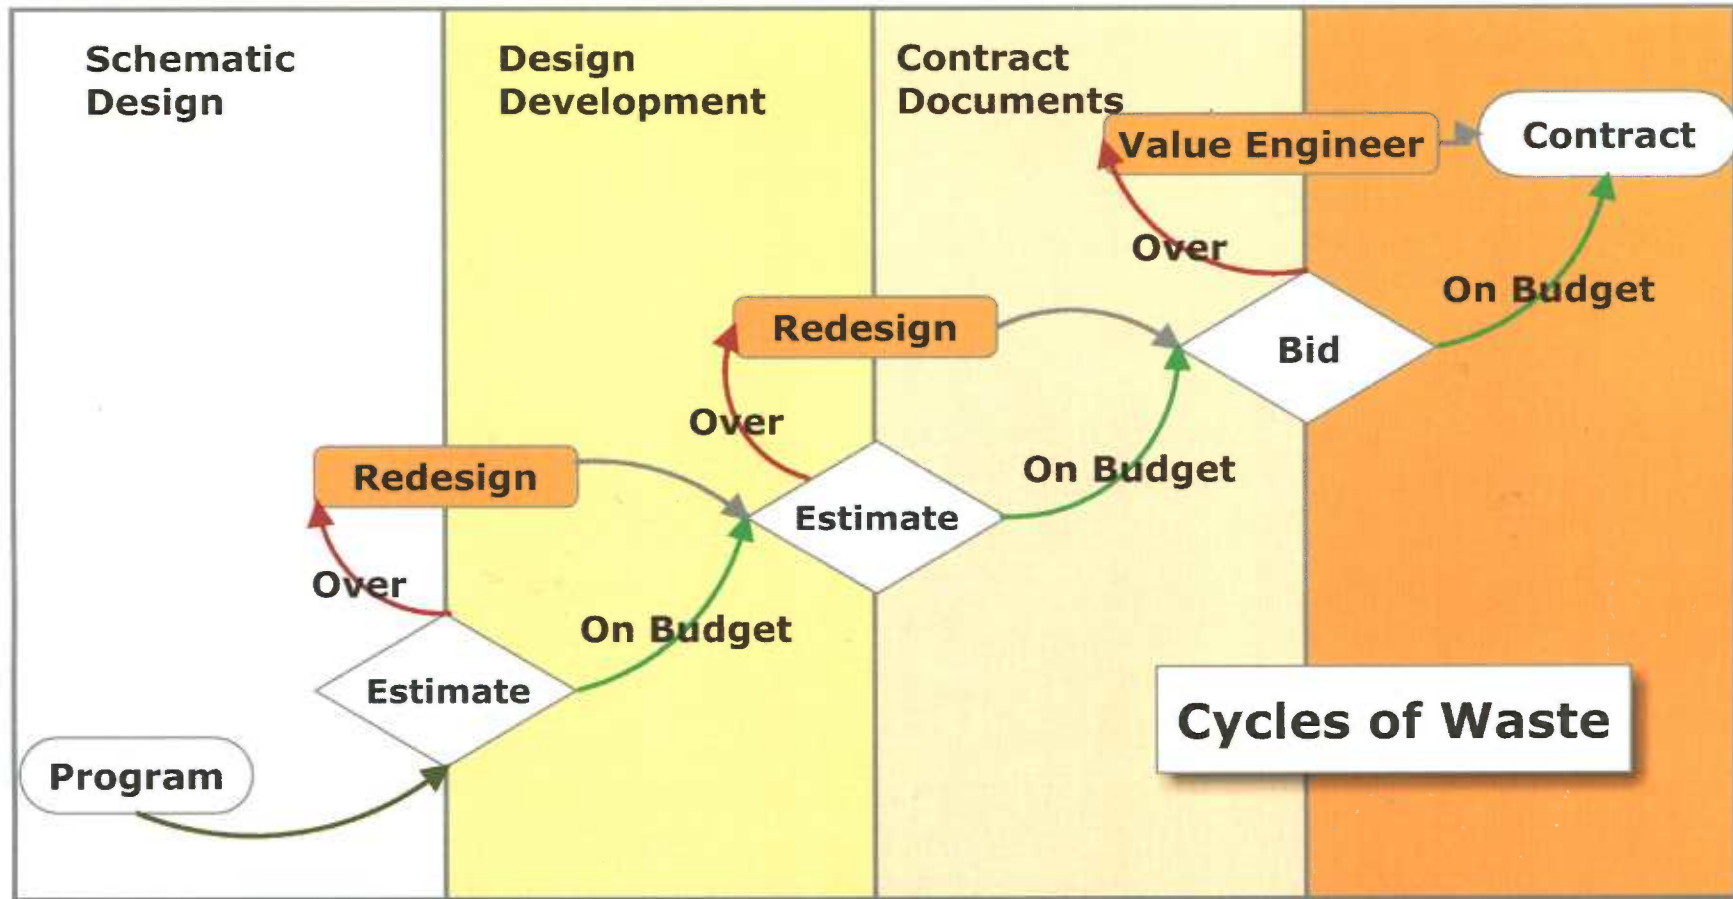 Schematic
Design
Design
Development
Contract
Documents
Value Engineer
Contract
Over
On Budget
Redesign
Bid
Over
On Budget
Redesign
Estimate
Over
On Budget
Estimate
Cycles of Waste
Program